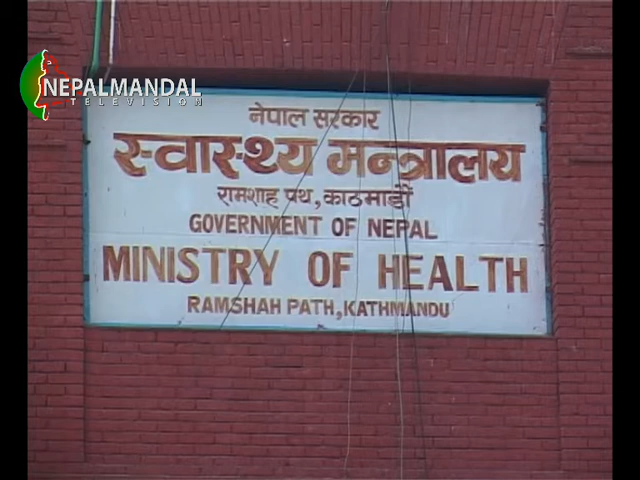 NEPALMANDAL
TELEVISION
नेपाल सरकार
स्वास्थ्य मन्त्रालय
रामशाह पथ, काठमाडौं
GOVERNMENT OF NEPAL
MINISTRY OF HEALTH
RAMSHAH PATH, KATHMANDU